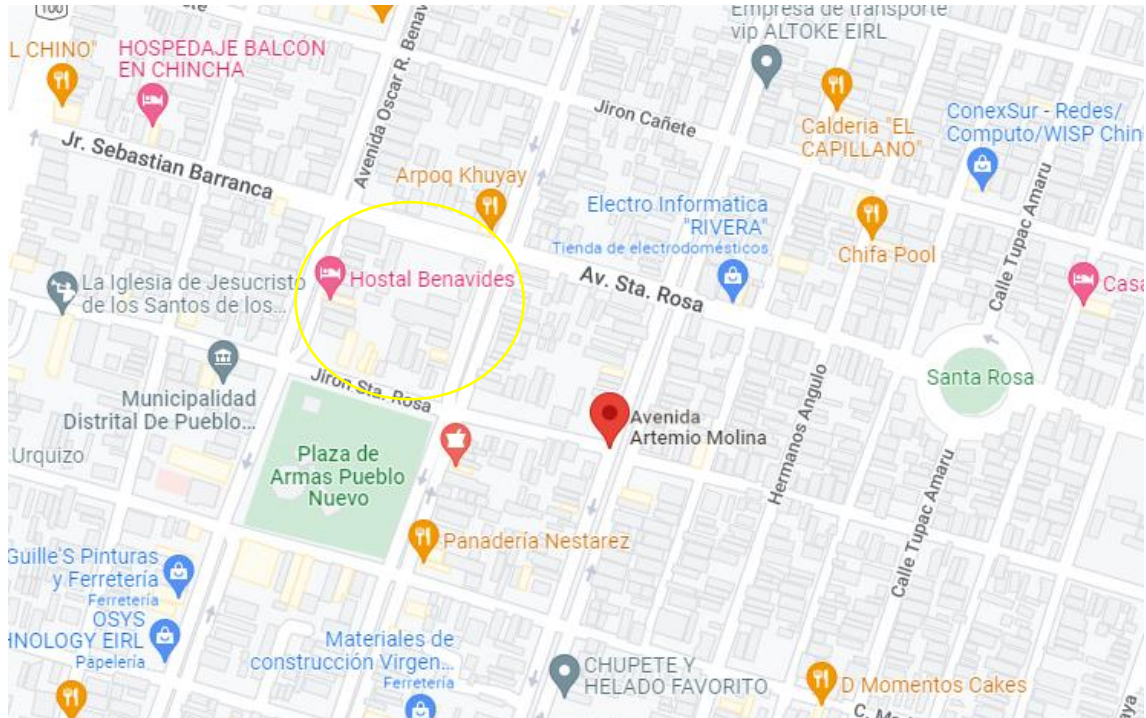 100
Empresa de transporte
vip ALTOKE EIRL
L CHINO"
HOSPEDAJE BALCON
EN CHINCHA
Avenida Oscar R. Benav
Jiron Cañete
Calderia "EL
CAPILLANO"
ConexSur - Redes/
Computo/WISP Chin
Jr. Sebastian Barranca
Arpoq Khuyay
Electro Informatica
"RIVERA"
Tienda de electrodomésticos
Chifa Pool
Calle Tupac Amaru
La Iglesia de Jesucristo
de los Santos de los...
Hostal Benavides
Av. Sta. Rosa
Casa
Municipalidad
Distrital De Pueblo...
Jiron Sta. Rosa
Santa Rosa
Urquizo
Plaza de
Armas Pueblo
Nuevo
Avenida
Artemio Molina
Hermanos Angulo
Calle Tupac Amaru
Panadería Nestarez
Guille'S Pinturas
y Ferretería
Ferretería
OSYS
HNOLOGY EIRL
Papelería
Materiales de
construcción Virgen...
Ferretería
CHUPETE Y
HELADO FAVORITO
D Momentos Cakes